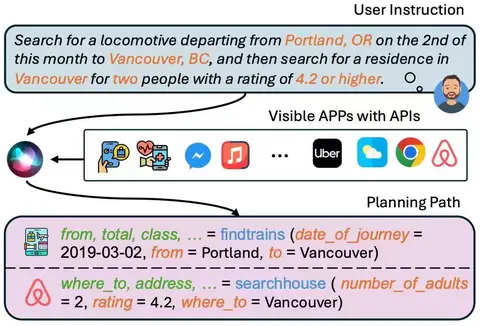 User Instruction
Search for a locomotive departing from Portland, OR on the 2nd of
this month to Vancouver, BC, and then search for a residence in
Vancouver for two people with a rating of 4.2 or higher.
Visible APPs with APIs
... Uber
Planning Path
from, total, class, ... = findtrains (date_of_journey =
2019-03-02, from = Portland, to = Vancouver)
where_to, address, ... = searchhouse ( number_of_adults
= 2, rating = 4.2, where_to = Vancouver)